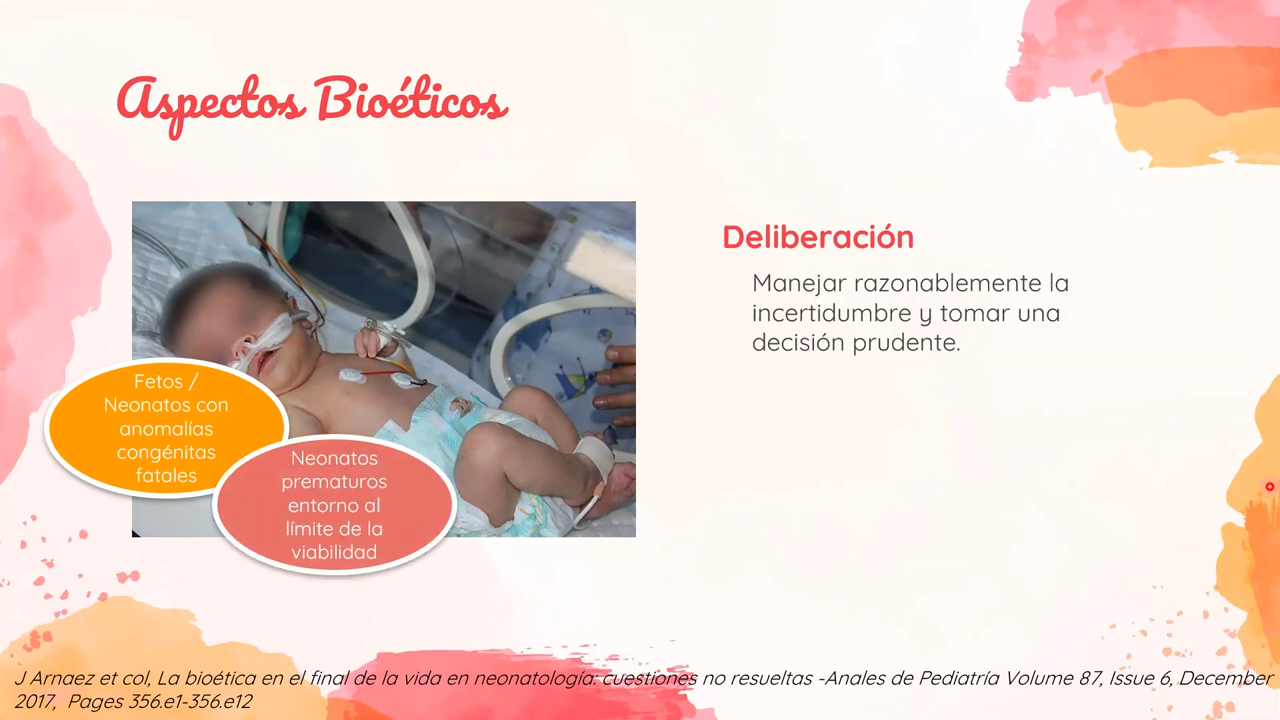 Aspectos Bioéticos
Deliberación
Manejar razonablemente la
incertidumbre y tomar una
decisión prudente.
Fetos /
Neonatos con
anomalías
congénitas
fatales
Neonatos
prematuros
entorno al
límite de la
viabilidad
J Arnaez et col, La bioética en el final de la vida en neonatología: cuestiones no resueltas -Anales de Pediatría Volume 87, Issue 6, December
2017, Pages 356.e1-356.e12